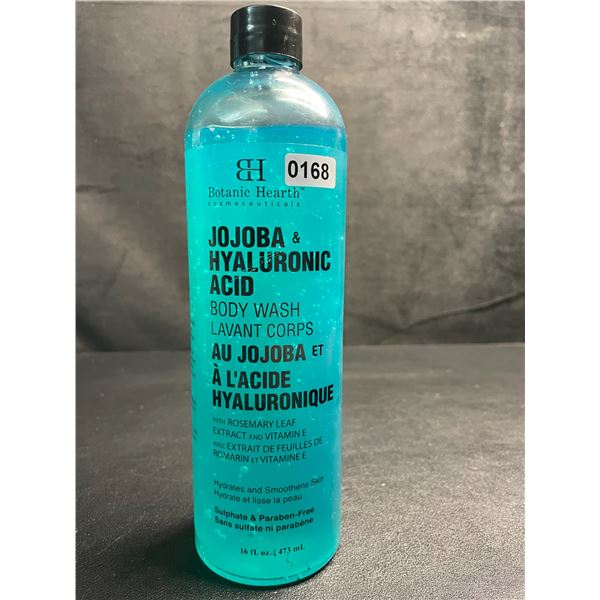 BH
0168
Botanic Hearth™
cosmeceuticals
JOJOBA &
HYALURONIC
ACID
BODY WASH
LAVANT CORPS
AU JOJOBA ET
À L'ACIDE
HYALURONIQUE
WITH ROSEMARY LEAF
EXTRACT AND VITAMIN E
AVEC EXTRAIT DE FEUILLES DE
ROMARIN ET VITAMINE E
Hydrates and Smoothens Skin
Hydrate et lisse la peau
Sulphate & Paraben-Free
Sans sulfate ni parabène
16 fl. oz. | 473 mL